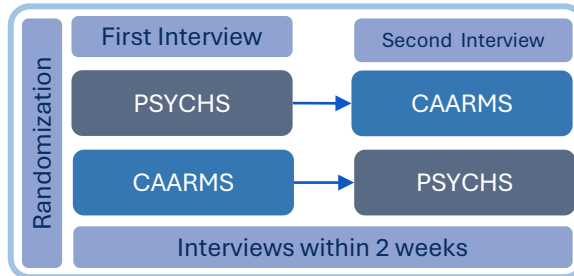 Randomization
First Interview
Second Interview
PSYCHS
CAARMS
CAARMS
PSYCHS
Interviews within 2 weeks